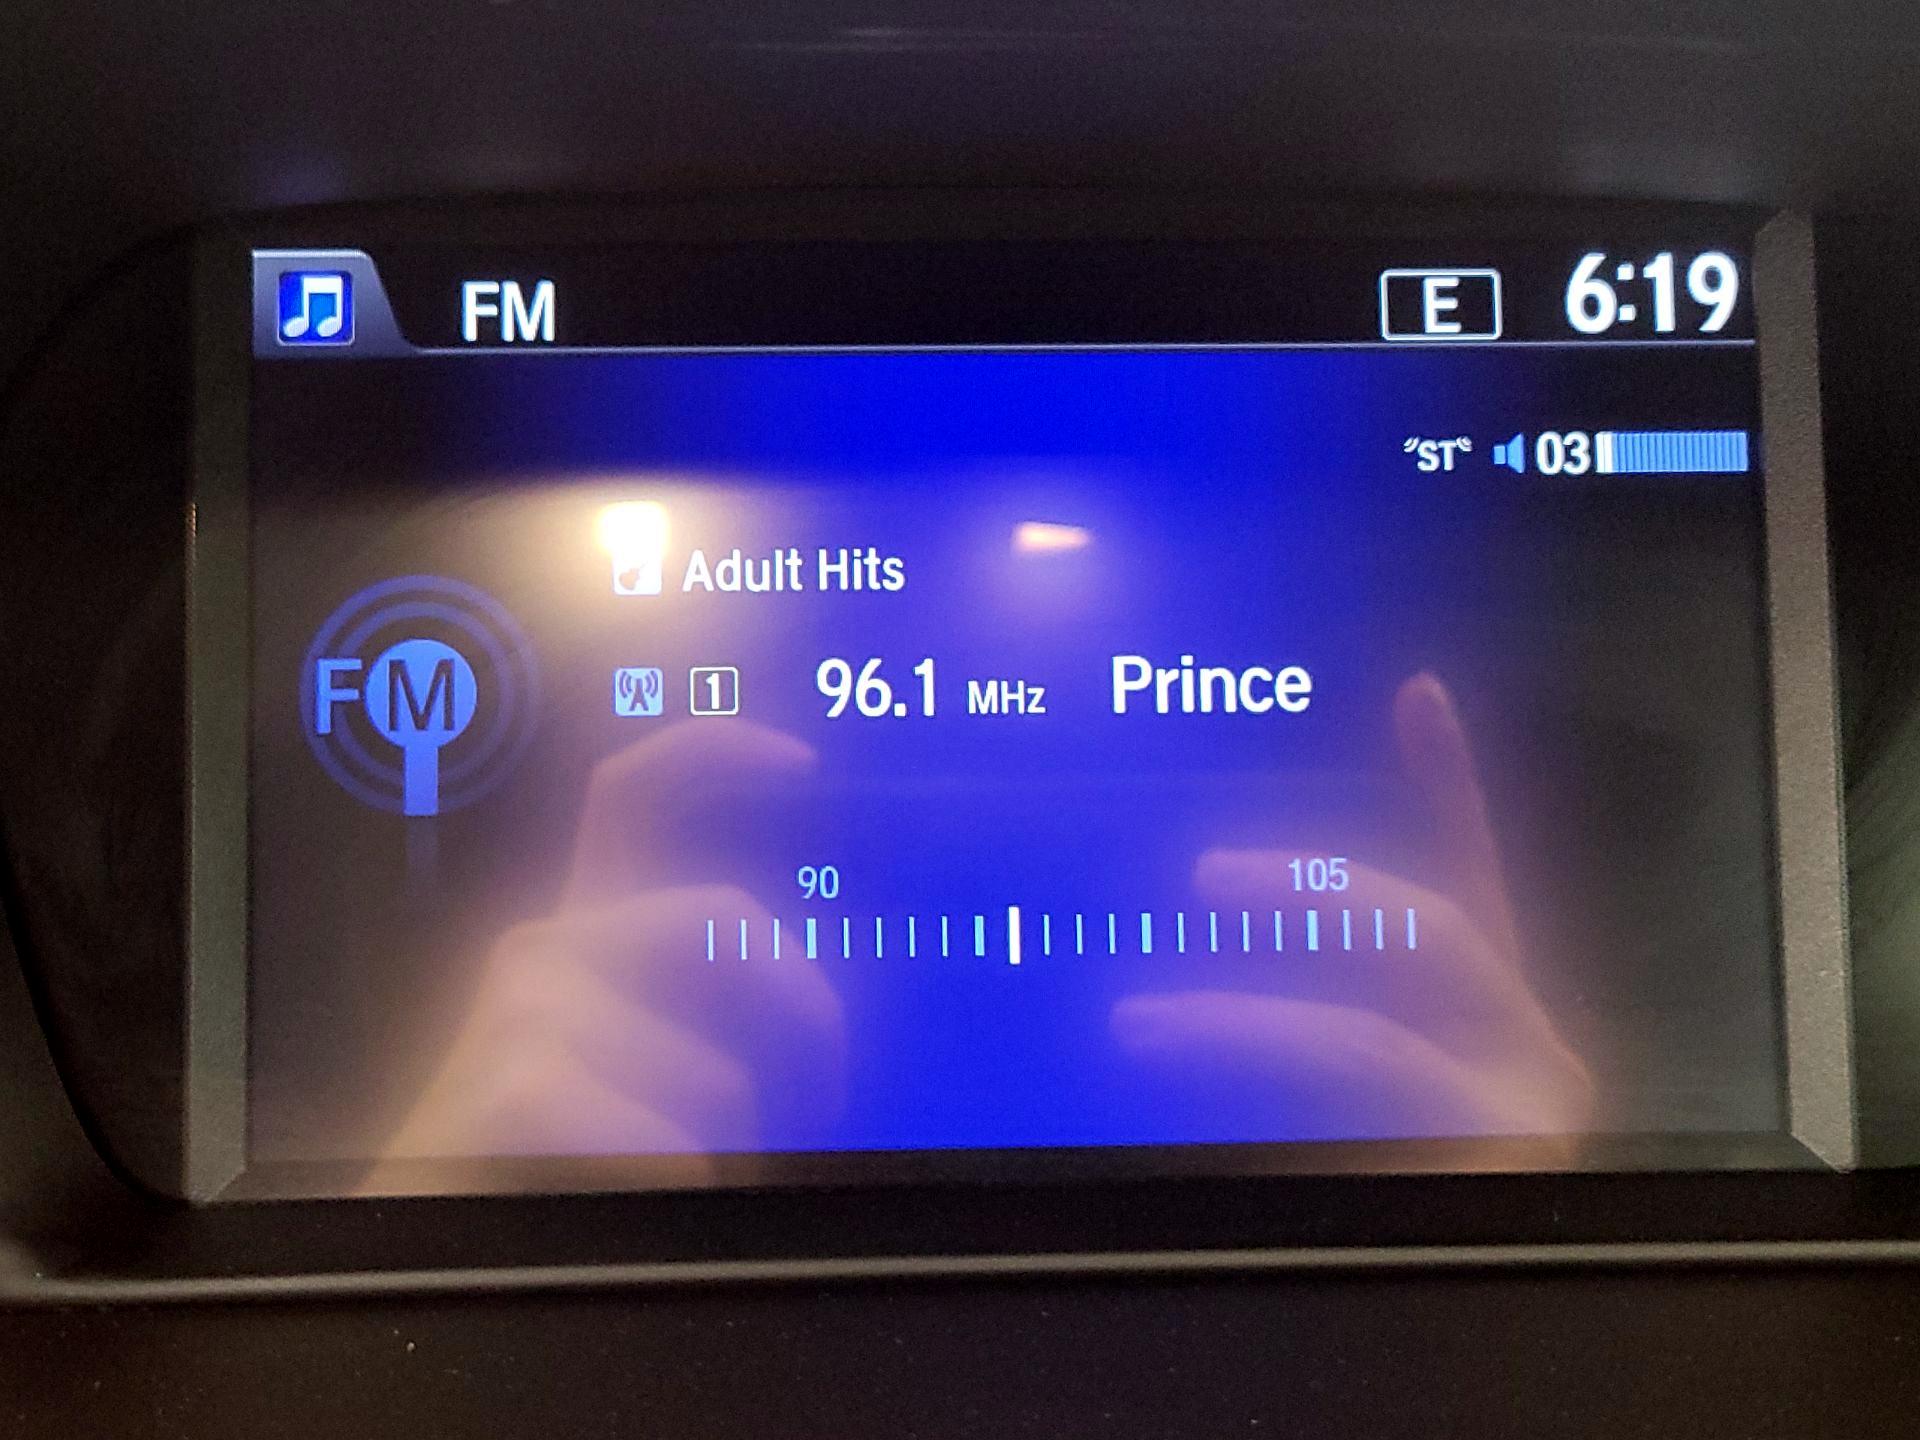 FM E 6:19
ST 03
Adult Hits
FM 1 96.1 MHz Prince
90 105